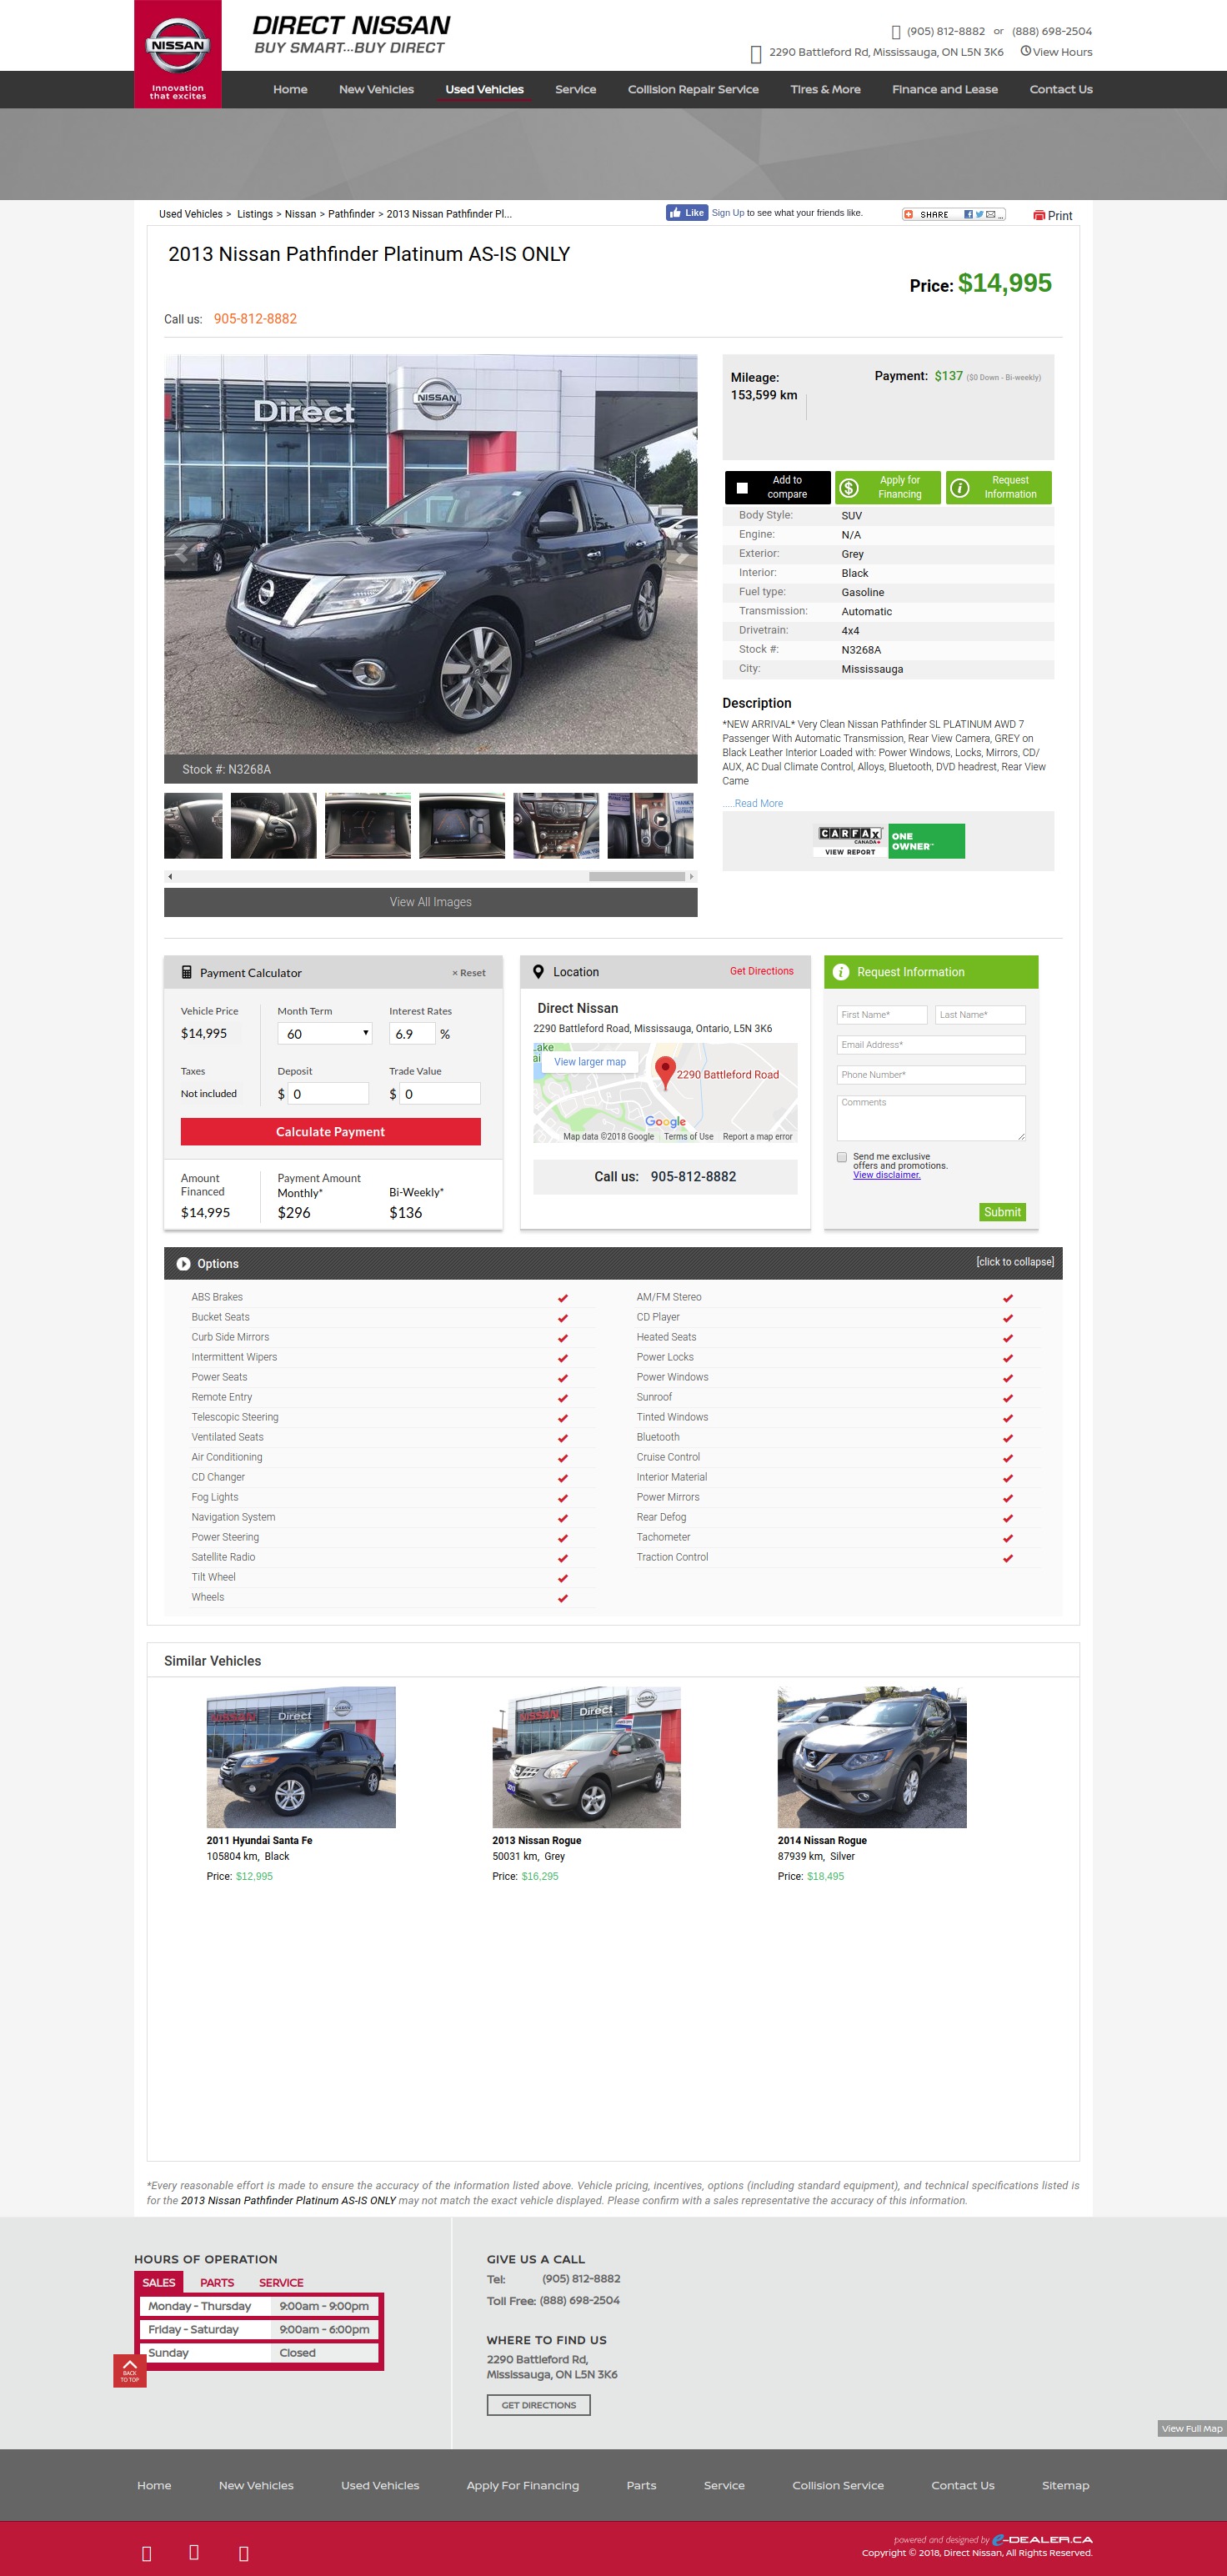 NISSAN
Innovation
that excites
DIRECT NISSAN
BUY SMART...BUY DIRECT
(905) 812-8882 or (888) 698-2504
2290 Battleford Rd, Mississauga, ON L5N 3K6 View Hours
Home New Vehicles Used Vehicles Service Collision Repair Service Tires & More Finance and Lease Contact Us
Used Vehicles > Listings > Nissan > Pathfinder > 2013 Nissan Pathfinder Pl...
Like Sign Up to see what your friends like.
SHARE
Print
2013 Nissan Pathfinder Platinum AS-IS ONLY
Price: $14,995
Call us: 905-812-8882
Direct
NISSAN
Stock #: N3268A
View All Images
Mileage:
153,599 km
Payment: $137 ($0 Down - Bi-weekly)
Add to
compare
Apply for
Financing
Request
Information
Body Style: SUV
Engine: N/A
Exterior: Grey
Interior: Black
Fuel type: Gasoline
Transmission: Automatic
Drivetrain: 4x4
Stock #: N3268A
City: Mississauga
Description
*NEW ARRIVAL* Very Clean Nissan Pathfinder SL PLATINUM AWD 7
Passenger With Automatic Transmission, Rear View Camera, GREY on
Black Leather Interior Loaded with: Power Windows, Locks, Mirrors, CD/
AUX, AC Dual Climate Control, Alloys, Bluetooth, DVD headrest, Rear View
Came
.....Read More
CARFAX
CANADA
VIEW REPORT
ONE
OWNER
Payment Calculator × Reset
Vehicle Price Month Term Interest Rates
$14,995 60 6.9 %
Taxes Deposit Trade Value
Not included $ 0 $ 0
Calculate Payment
Amount
Financed
$14,995
Payment Amount
Monthly*
$296
Bi-Weekly*
$136
Location Get Directions
Direct Nissan
2290 Battleford Road, Mississauga, Ontario, L5N 3K6
View larger map
2290 Battleford Road
Google
Map data ©2018 Google Terms of Use Report a map error
Call us: 905-812-8882
Request Information
First Name* Last Name*
Email Address*
Phone Number*
Comments
Send me exclusive
offers and promotions.
View disclaimer.
Submit
Options [click to collapse]
ABS Brakes AM/FM Stereo
Bucket Seats CD Player
Curb Side Mirrors Heated Seats
Intermittent Wipers Power Locks
Power Seats Power Windows
Remote Entry Sunroof
Telescopic Steering Tinted Windows
Ventilated Seats Bluetooth
Air Conditioning Cruise Control
CD Changer Interior Material
Fog Lights Power Mirrors
Navigation System Rear Defog
Power Steering Tachometer
Satellite Radio Traction Control
Tilt Wheel
Wheels
Similar Vehicles
2011 Hyundai Santa Fe
105804 km, Black
Price: $12,995
2013 Nissan Rogue
50031 km, Grey
Price: $16,295
2014 Nissan Rogue
87939 km, Silver
Price: $18,495
*Every reasonable effort is made to ensure the accuracy of the information listed above. Vehicle pricing, incentives, options (including standard equipment), and technical specifications listed is
for the 2013 Nissan Pathfinder Platinum AS-IS ONLY may not match the exact vehicle displayed. Please confirm with a sales representative the accuracy of this information.
HOURS OF OPERATION
SALES PARTS SERVICE
Monday - Thursday 9:00am - 9:00pm
Friday - Saturday 9:00am - 6:00pm
Sunday Closed
BACK
TO TOP
GIVE US A CALL
Tel: (905) 812-8882
Toll Free: (888) 698-2504
WHERE TO FIND US
2290 Battleford Rd,
Mississauga, ON L5N 3K6
GET DIRECTIONS
View Full Map
Home New Vehicles Used Vehicles Apply For Financing Parts Service Collision Service Contact Us Sitemap
powered and designed by e-DEALER.CA
Copyright © 2018, Direct Nissan, All Rights Reserved.